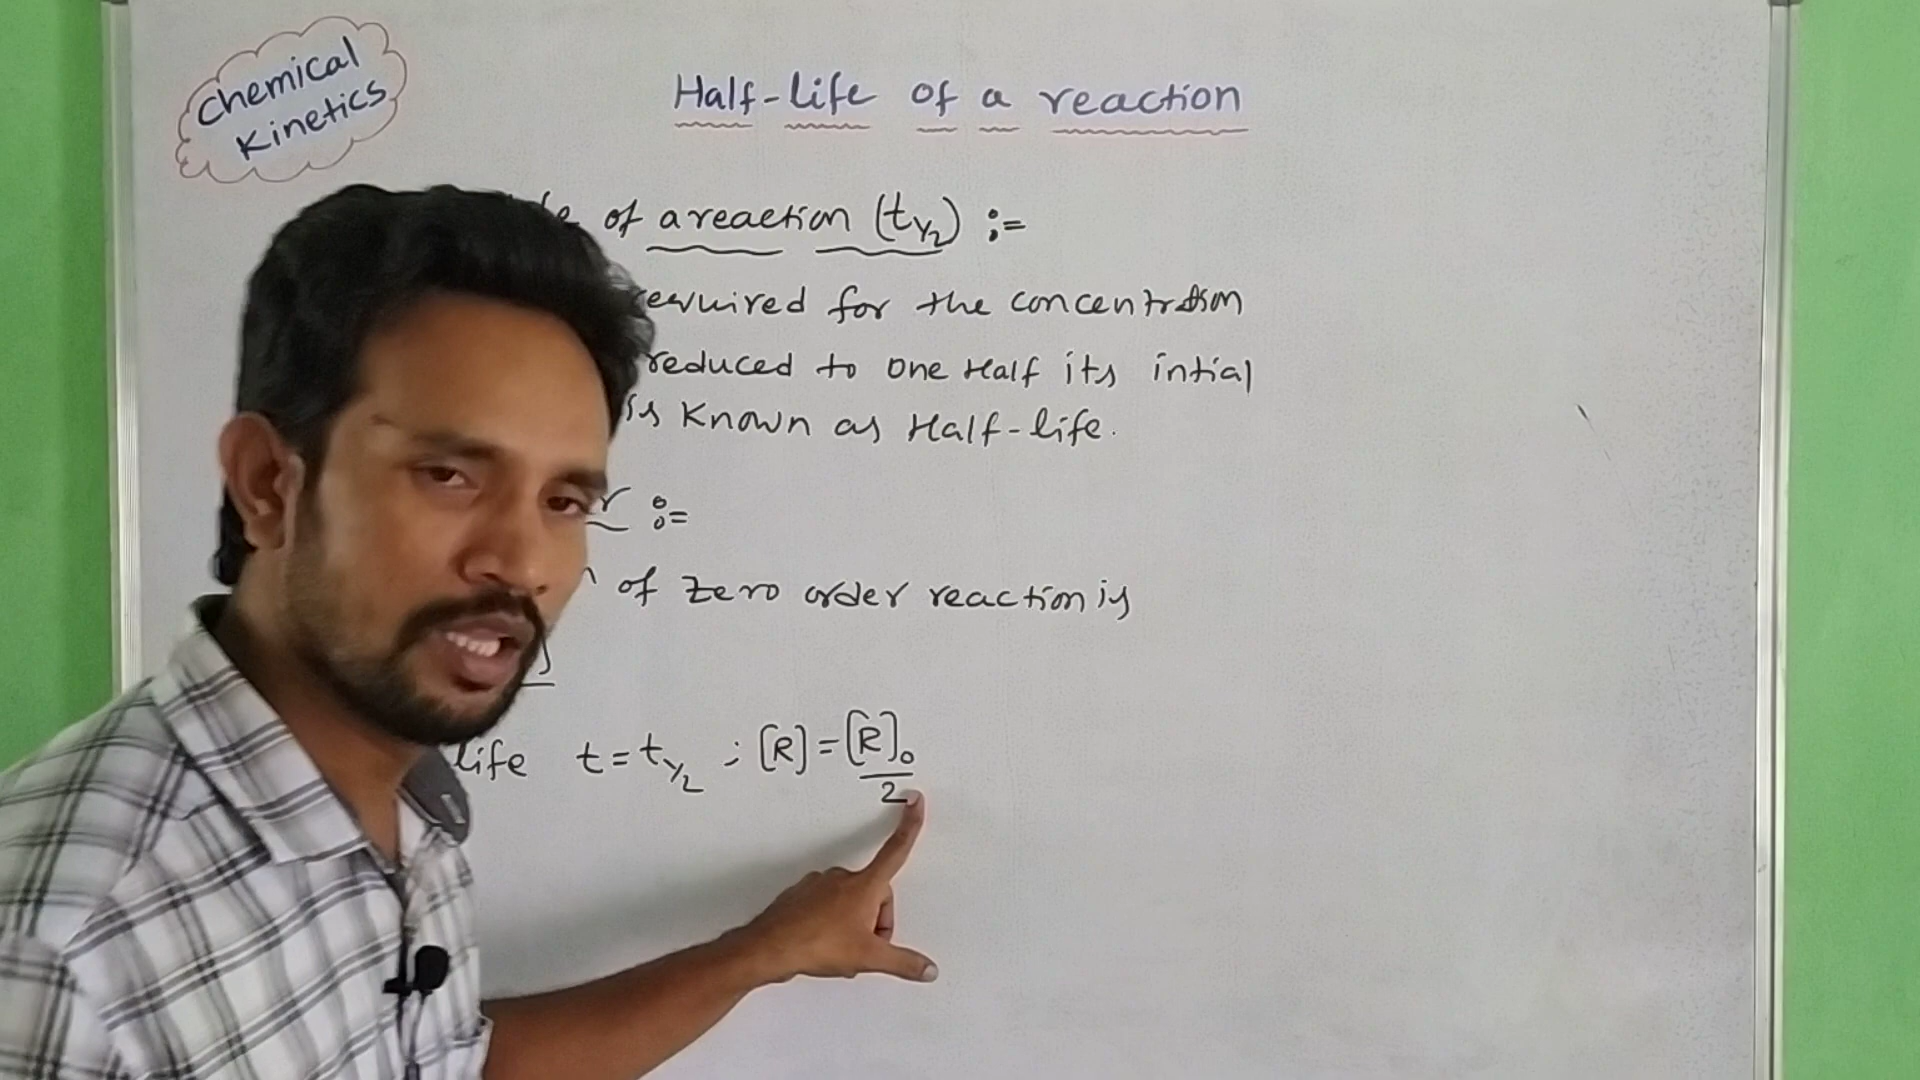 Chemical
Kinetics
Half-life of a reaction
of a reaction (t1/2) :=
required for the concentration
reduced to one Half its intial
is known as Half-life.
:=
of zero order reaction is
life t = t1/2 ; [R] = [R]0/2